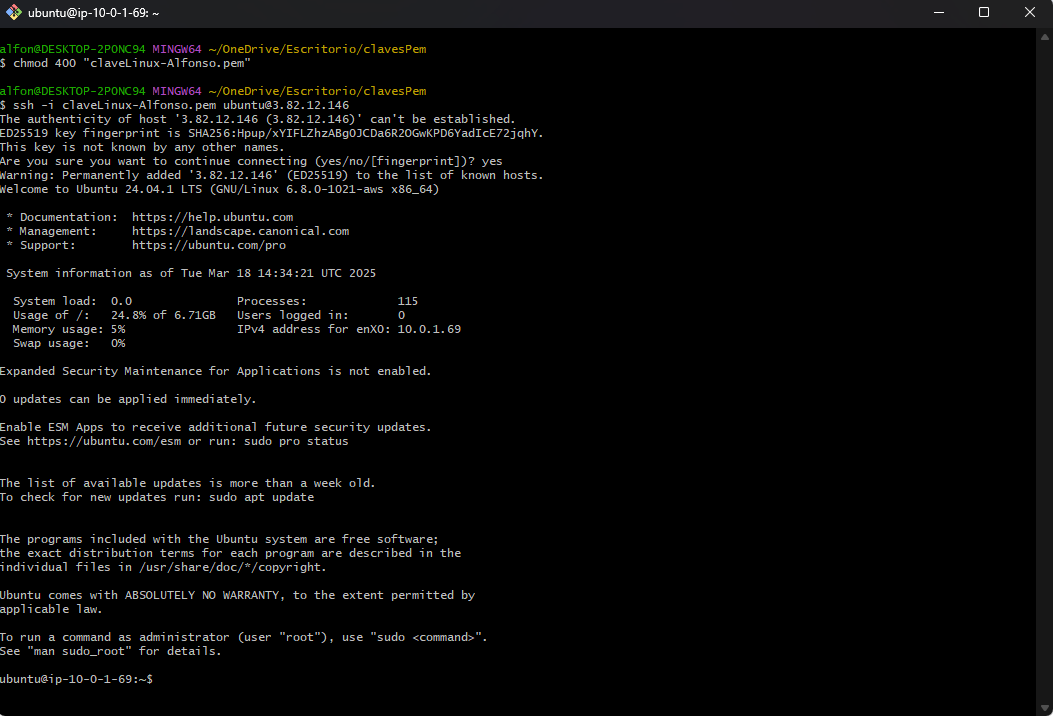 ubuntu@ip-10-0-1-69: ~
alfon@DESKTOP-2PONC94 MINGW64 ~/OneDrive/Escritorio/clavesPem
$ chmod 400 "claveLinux-Alfonso.pem"
alfon@DESKTOP-2PONC94 MINGW64 ~/OneDrive/Escritorio/clavesPem
$ ssh -i claveLinux-Alfonso.pem ubuntu@3.82.12.146
The authenticity of host '3.82.12.146 (3.82.12.146)' can't be established.
ED25519 key fingerprint is SHA256:Hpup/xYIFLZhzABgOJCDa6R2OGwKPD6YadIcE72jqhY.
This key is not known by any other names.
Are you sure you want to continue connecting (yes/no/[fingerprint])? yes
Warning: Permanently added '3.82.12.146' (ED25519) to the list of known hosts.
Welcome to Ubuntu 24.04.1 LTS (GNU/Linux 6.8.0-1021-aws x86_64)
* Documentation:  https://help.ubuntu.com
* Management:     https://landscape.canonical.com
* Support:        https://ubuntu.com/pro
System information as of Tue Mar 18 14:34:21 UTC 2025
System load:  0.0               Processes:             115
Usage of /:   24.8% of 6.71GB   Users logged in:       0
Memory usage: 5%                IPv4 address for enX0: 10.0.1.69
Swap usage:   0%
Expanded Security Maintenance for Applications is not enabled.
0 updates can be applied immediately.
Enable ESM Apps to receive additional future security updates.
See https://ubuntu.com/esm or run: sudo pro status
The list of available updates is more than a week old.
To check for new updates run: sudo apt update
The programs included with the Ubuntu system are free software;
the exact distribution terms for each program are described in the
individual files in /usr/share/doc/*/copyright.
Ubuntu comes with ABSOLUTELY NO WARRANTY, to the extent permitted by
applicable law.
To run a command as administrator (user "root"), use "sudo <command>".
See "man sudo_root" for details.
ubuntu@ip-10-0-1-69:~$